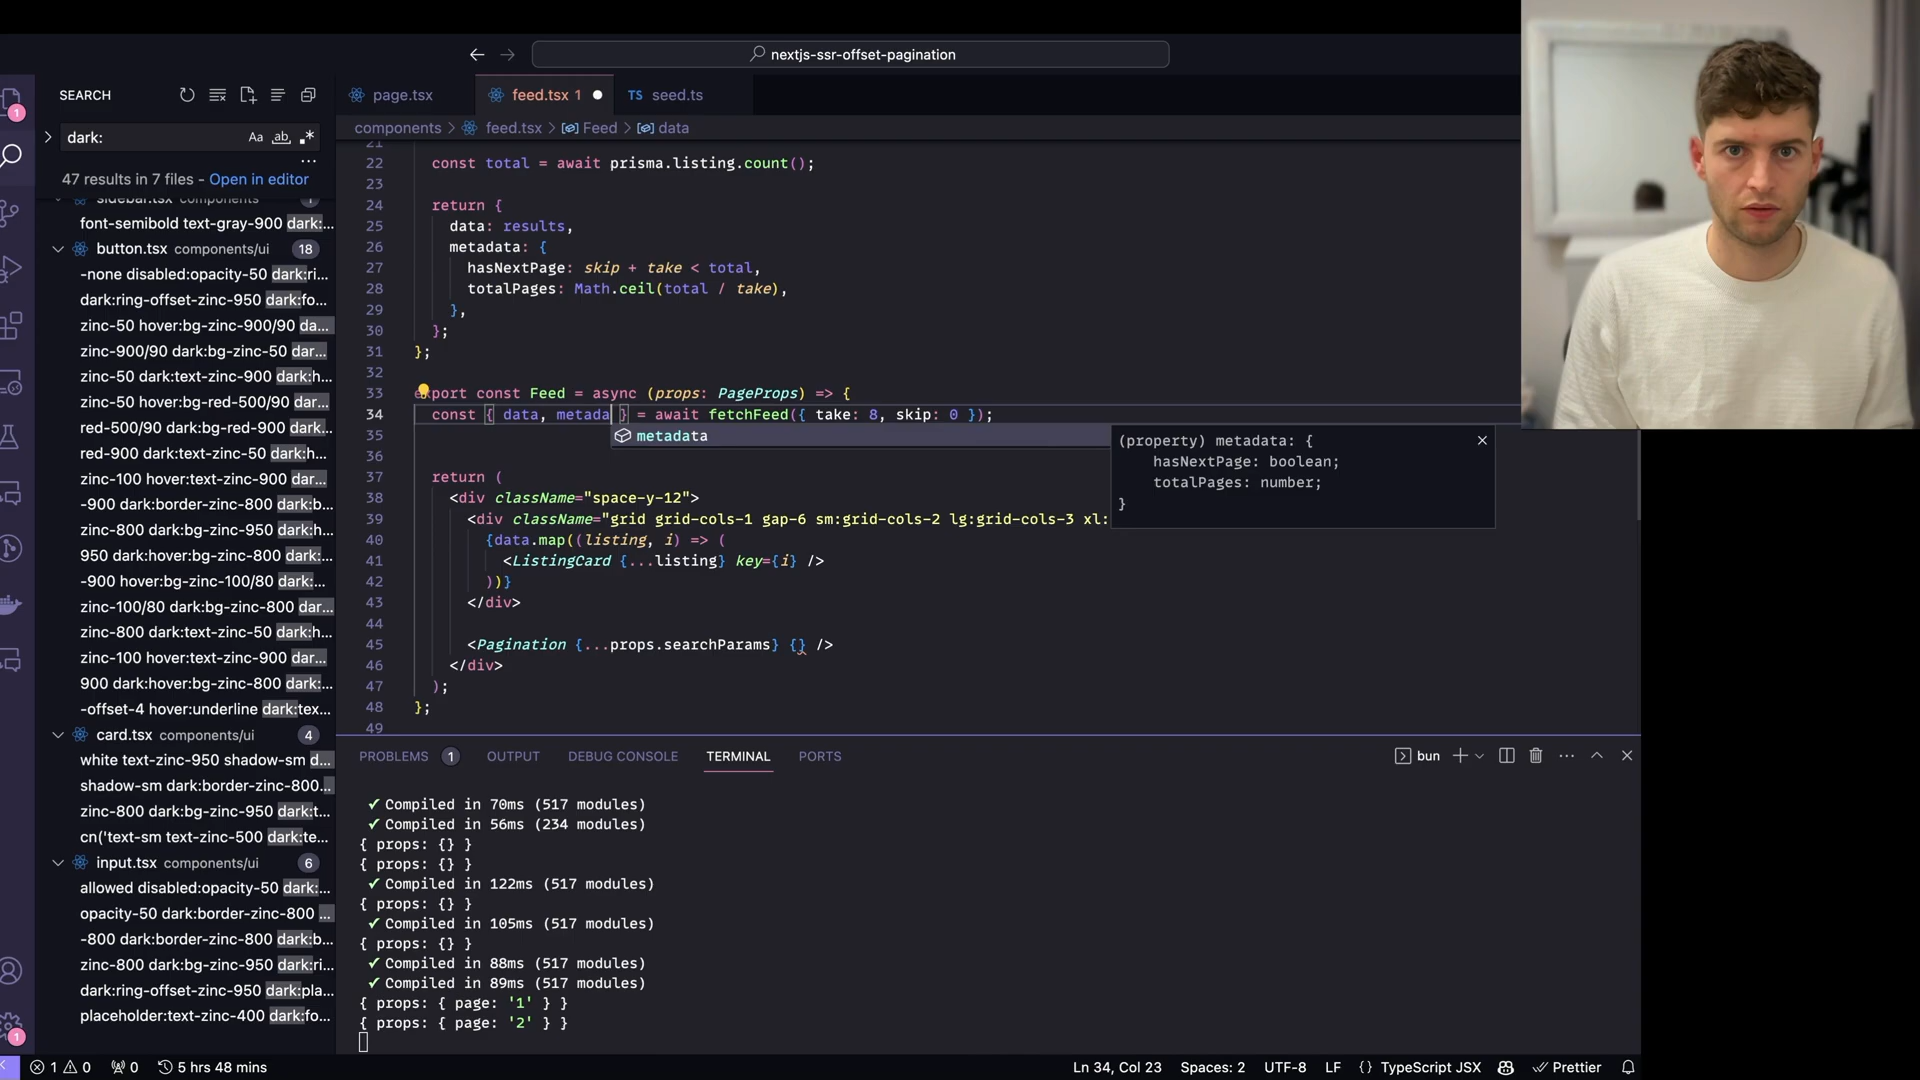 nextjs-ssr-offset-pagination
SEARCH
dark:
Aa ab .*
47 results in 7 files - Open in editor
sidebar.tsx components
font-semibold text-gray-900 dark:...
button.tsx components/ui 18
-none disabled:opacity-50 dark:ri...
dark:ring-offset-zinc-950 dark:fo...
zinc-50 hover:bg-zinc-900/90 da...
zinc-900/90 dark:bg-zinc-50 dar...
zinc-50 dark:text-zinc-900 dark:h...
zinc-50 hover:bg-red-500/90 dar...
red-500/90 dark:bg-red-900 dark:...
red-900 dark:text-zinc-50 dark:h...
zinc-100 hover:text-zinc-900 dar...
-900 dark:border-zinc-800 dark:b...
zinc-800 dark:bg-zinc-950 dark:h...
950 dark:hover:bg-zinc-800 dark:...
-900 hover:bg-zinc-100/80 dark:...
zinc-100/80 dark:bg-zinc-800 dar...
zinc-800 dark:text-zinc-50 dark:h...
zinc-100 hover:text-zinc-900 dar...
900 dark:hover:bg-zinc-800 dark:...
-offset-4 hover:underline dark:tex...
card.tsx components/ui 4
white text-zinc-950 shadow-sm d...
shadow-sm dark:border-zinc-800...
zinc-800 dark:bg-zinc-950 dark:t...
cn('text-sm text-zinc-500 dark:te...
input.tsx components/ui 6
allowed disabled:opacity-50 dark:...
opacity-50 dark:border-zinc-800 ...
-800 dark:border-zinc-800 dark:b...
zinc-800 dark:bg-zinc-950 dark:ri...
dark:ring-offset-zinc-950 dark:pla...
placeholder:text-zinc-400 dark:fo...
page.tsx
feed.tsx 1
TS seed.ts
components > feed.tsx > Feed > data
21
22 const total = await prisma.listing.count();
23
24 return {
25 data: results,
26 metadata: {
27 hasNextPage: skip + take < total,
28 totalPages: Math.ceil(total / take),
29 },
30 };
31 };
32
33 export const Feed = async (props: PageProps) => {
34 const { data, metada } = await fetchFeed({ take: 8, skip: 0 });
35 metadata
36
37 return (
38 <div className="space-y-12">
39 <div className="grid grid-cols-1 gap-6 sm:grid-cols-2 lg:grid-cols-3 xl:
40 {data.map((listing, i) => (
41 <ListingCard {...listing} key={i} />
42 ))}
43 </div>
44
45 <Pagination {...props.searchParams} {} />
46 </div>
47 );
48 };
49
(property) metadata: {
hasNextPage: boolean;
totalPages: number;
}
PROBLEMS 1 OUTPUT DEBUG CONSOLE TERMINAL PORTS
bun
✓ Compiled in 70ms (517 modules)
✓ Compiled in 56ms (234 modules)
{ props: {} }
{ props: {} }
✓ Compiled in 122ms (517 modules)
{ props: {} }
✓ Compiled in 105ms (517 modules)
{ props: {} }
✓ Compiled in 88ms (517 modules)
✓ Compiled in 89ms (517 modules)
{ props: { page: '1' } }
{ props: { page: '2' } }
1 0 0 5 hrs 48 mins
Ln 34, Col 23 Spaces: 2 UTF-8 LF {} TypeScript JSX Prettier